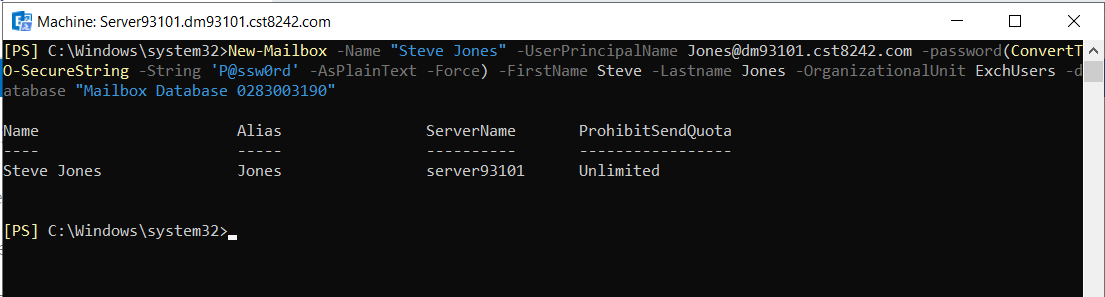 Machine: Server93101.dm93101.cst8242.com
[PS] C:\Windows\system32>New-Mailbox -Name "Steve Jones" -UserPrincipalName Jones@dm93101.cst8242.com -password(ConvertT
O-SecureString -String 'P@ssw0rd' -AsPlainText -Force) -FirstName Steve -Lastname Jones -OrganizationalUnit ExchUsers -d
atabase "Mailbox Database 0283003190"
Name Alias ServerName ProhibitSendQuota
---- ----- ---------- -----------------
Steve Jones Jones server93101 Unlimited
[PS] C:\Windows\system32>